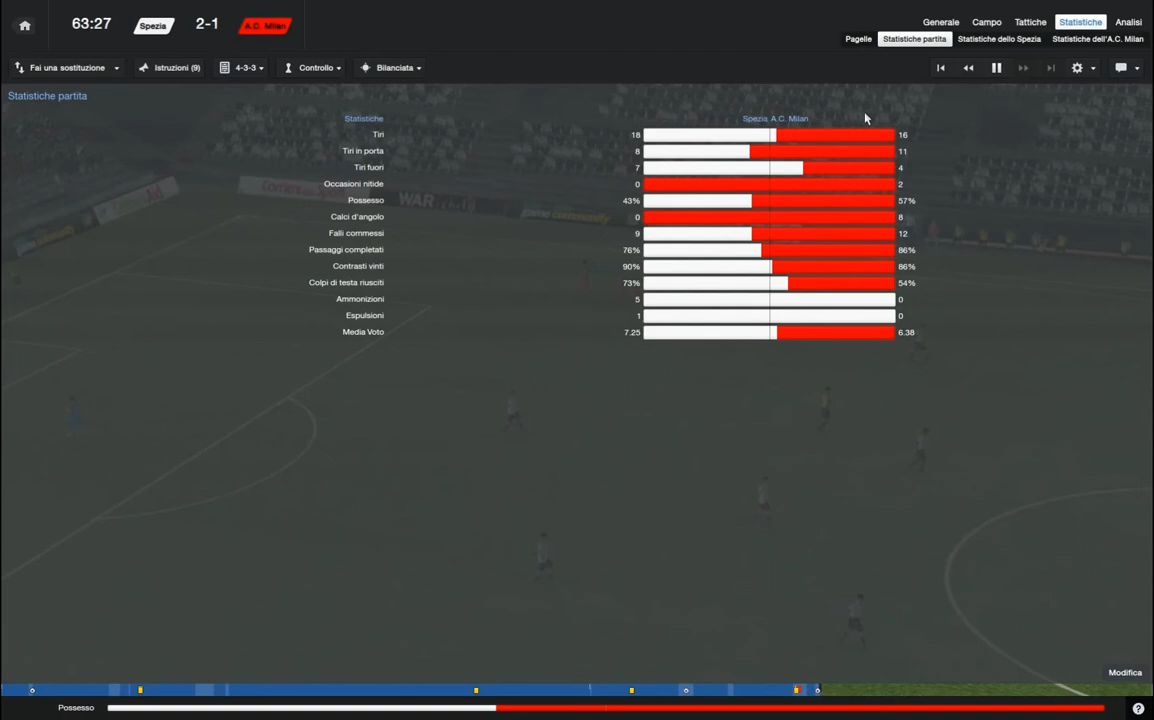 63:27 Spezia 2-1 A.C. Milan
Generale Campo Tattiche Statistiche Analisi
Pagelle Statistiche partita Statistiche dello Spezia Statistiche dell'A.C. Milan
Fai una sostituzione Istruzioni (9) 4-3-3 Controllo Bilanciata
Statistiche partita
Statistiche Spezia A.C. Milan
Tiri 18 16
Tiri in porta 8 11
Tiri fuori 7 4
Occasioni nitide 0 2
Possesso 43% 57%
Calci d'angolo 0 8
Falli commessi 9 12
Passaggi completati 76% 86%
Contrasti vinti 90% 86%
Colpi di testa riusciti 73% 54%
Ammonizioni 5 0
Espulsioni 1 0
Media Voto 7.25 6.38
WAR
Modifica
Possesso ?